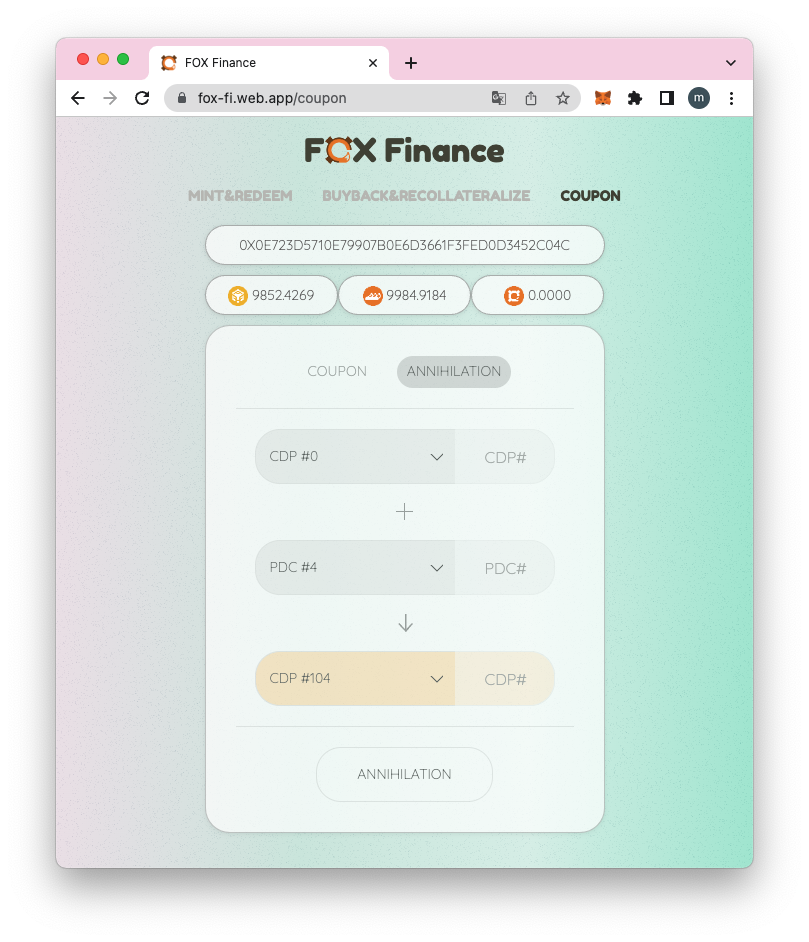 FOX Finance
fox-fi.web.app/coupon
m
FOX Finance
MINT&REDEEM BUYBACK&RECOLLATERALIZE COUPON
0X0E723D5710E79907B0E6D3661F3FED0D3452C04C
9852.4269 9984.9184 0.0000
COUPON ANNIHILATION
CDP #0 CDP#
PDC #4 PDC#
CDP #104 CDP#
ANNIHILATION